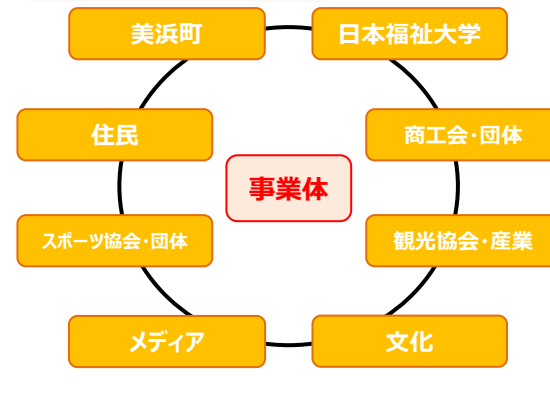 美浜町
日本福祉大学
住民
商工会・団体
事業体
スポーツ協会・団体
観光協会・産業
メディア
文化